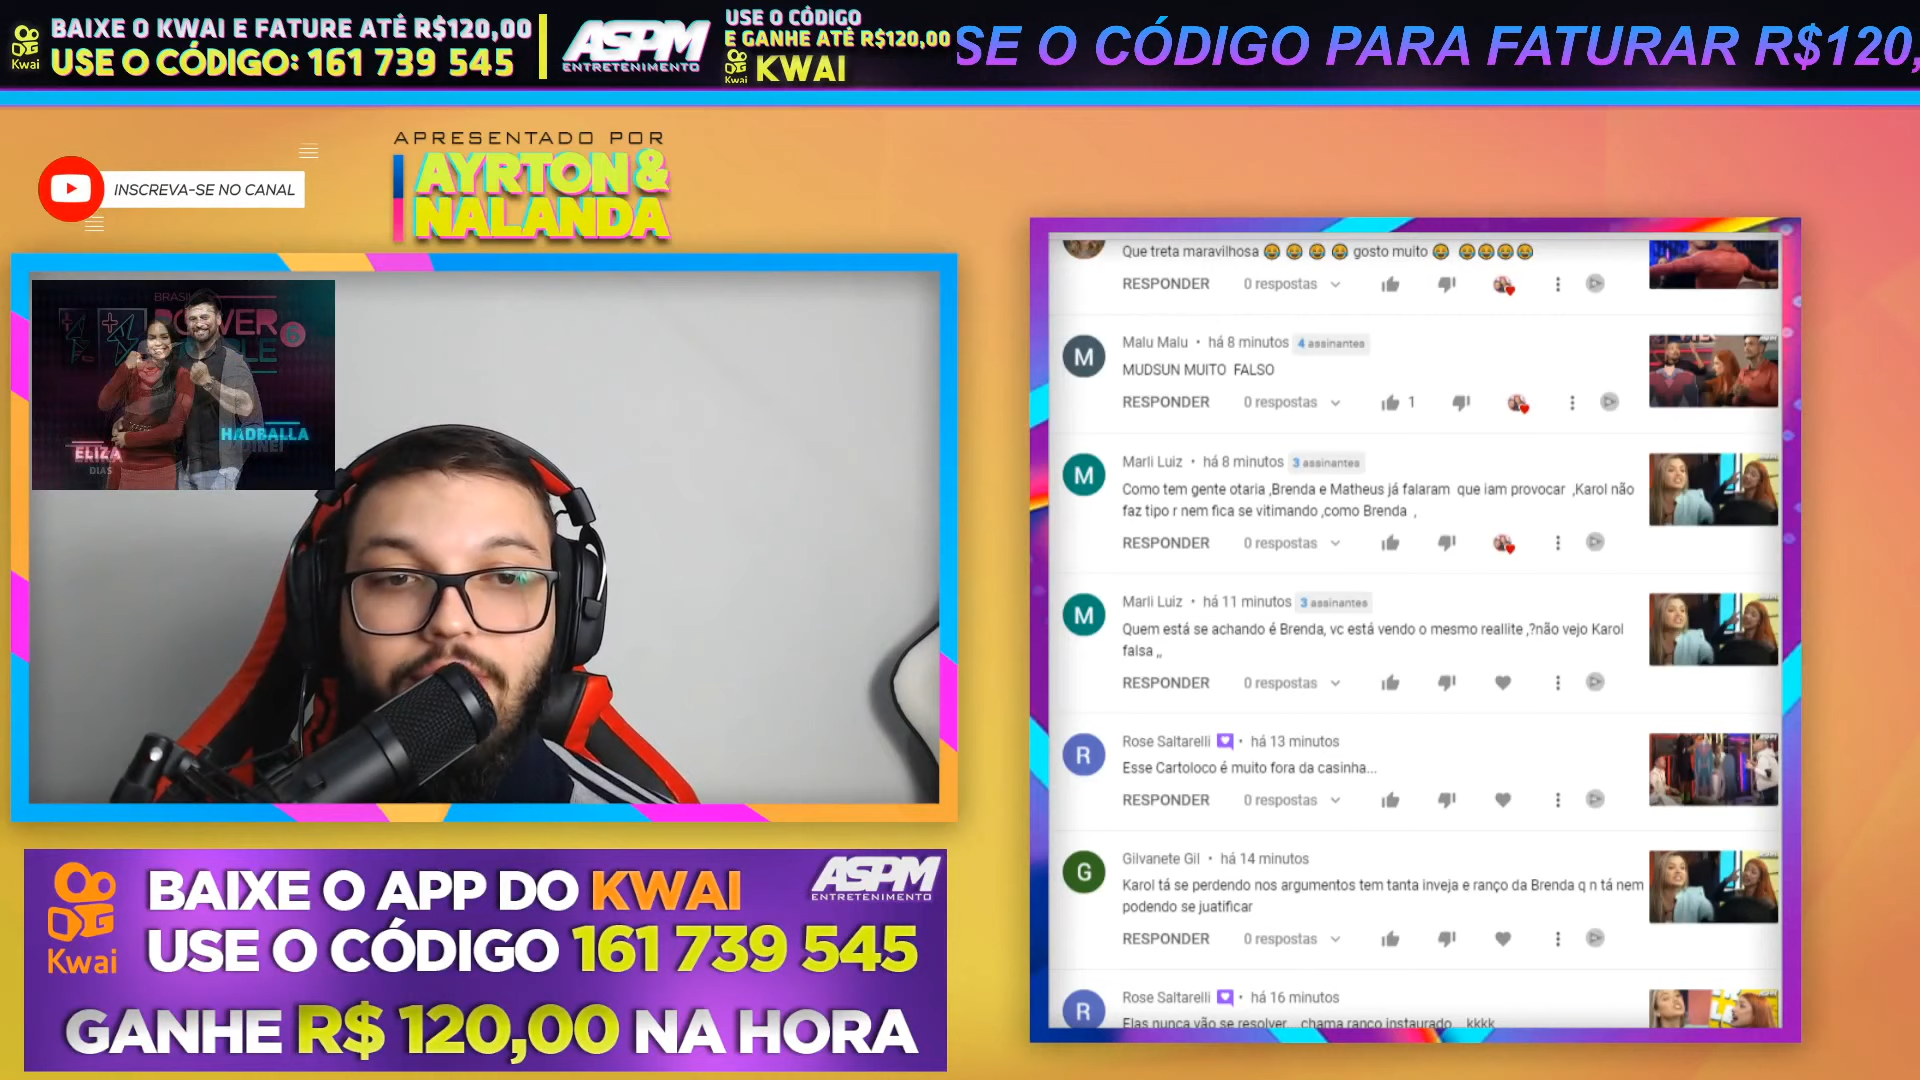 BAIXE O KWAI E FATURE ATÉ R$120,00
USE O CÓDIGO: 161 739 545
Kwai
ASPM
ENTRETENIMENTO
USE O CÓDIGO
E GANHE ATÉ R$120,00
Kwai
KWAI
SE O CÓDIGO PARA FATURAR R$120,
INSCREVA-SE NO CANAL
APRESENTADO POR
AYRTON &
NALANDA
BRASIL
POWER
HADBALLA
ELIZA
DIAS
BAIXE O APP DO KWAI
USE O CÓDIGO 161 739 545
GANHE R$ 120,00 NA HORA
Kwai
ASPM
ENTRETENIMENTO
Que treta maravilhosa 😂 😂 😂 😂 gosto muito 😂 😂😂😂😂
RESPONDER 0 respostas
M
Malu Malu • há 8 minutos 4 assinantes
MUDSUN MUITO FALSO
RESPONDER 0 respostas 1
M
Marli Luiz • há 8 minutos 3 assinantes
Como tem gente otaria ,Brenda e Matheus já falaram que iam provocar ,Karol não
faz tipo r nem fica se vitimando ,como Brenda ,
RESPONDER 0 respostas
M
Marli Luiz • há 11 minutos 3 assinantes
Quem está se achando é Brenda, vc está vendo o mesmo reallite ,?não vejo Karol
falsa ,,
RESPONDER 0 respostas
R
Rose Saltarelli • há 13 minutos
Esse Cartoloco é muito fora da casinha...
RESPONDER 0 respostas
G
Gilvanete Gil • há 14 minutos
Karol tá se perdendo nos argumentos tem tanta inveja e ranço da Brenda q n tá nem
podendo se juatificar
RESPONDER 0 respostas
R
Rose Saltarelli • há 16 minutos
Elas nunca vão se resolver... chama ranço instaurado... kkkk